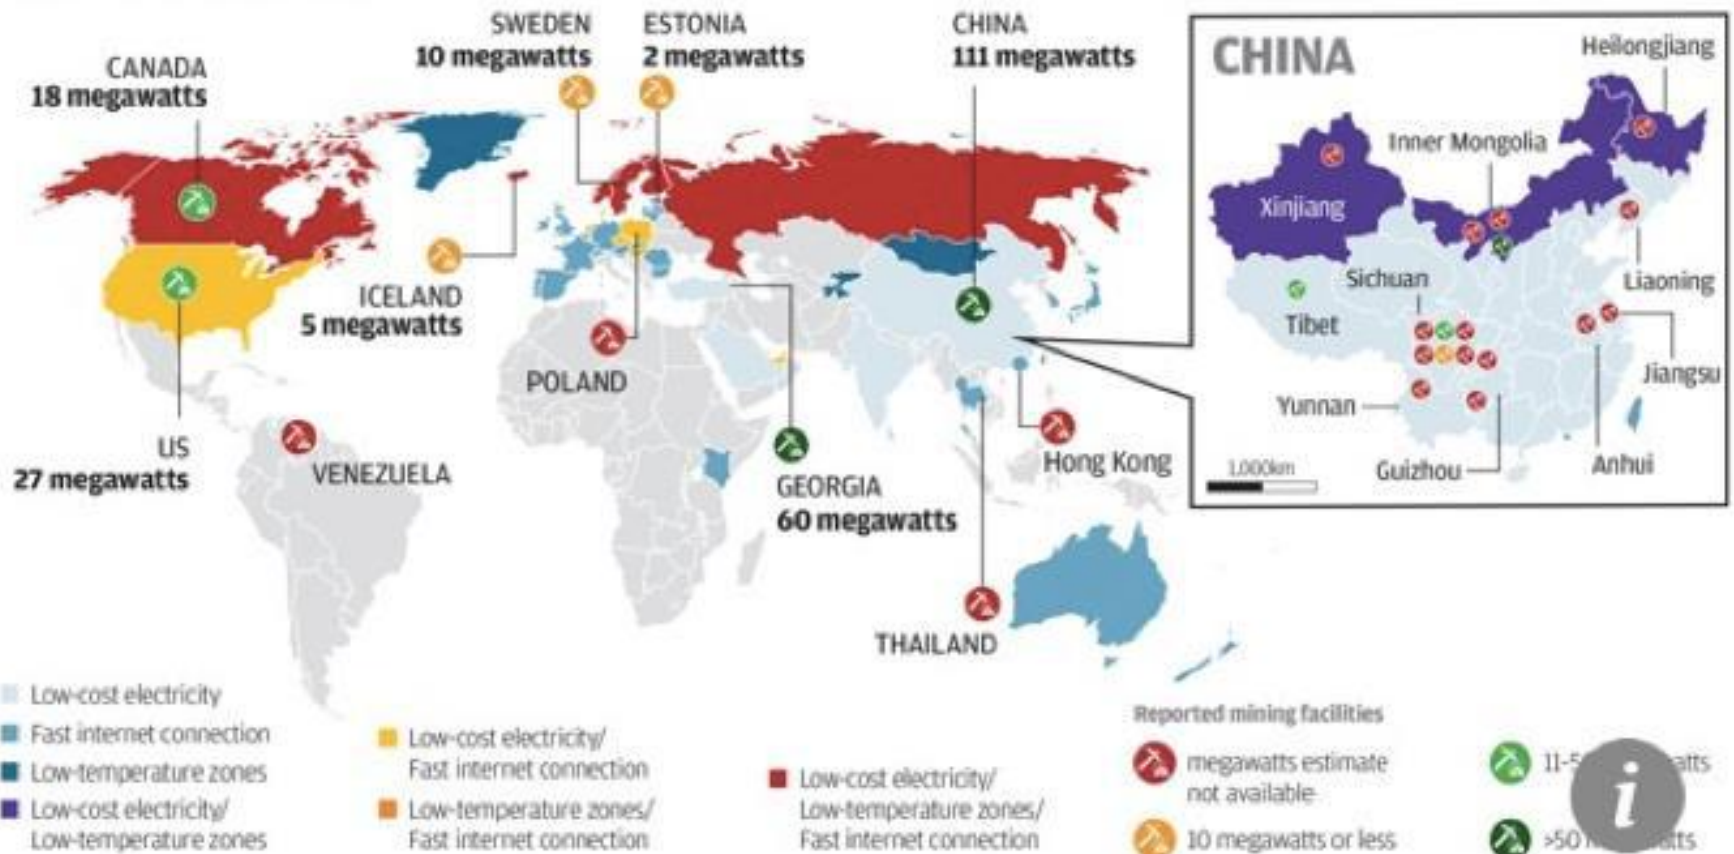 SWEDEN
10 megawatts
ESTONIA
2 megawatts
CHINA
111 megawatts
CANADA
18 megawatts
ICELAND
5 megawatts
POLAND
US
27 megawatts
VENEZUELA
GEORGIA
60 megawatts
Hong Kong
THAILAND
CHINA
Heilongjiang
Inner Mongolia
Xinjiang
Sichuan
Liaoning
Tibet
Jiangsu
Yunnan
Guizhou
Anhui
1,000km
Low-cost electricity
Fast internet connection
Low-temperature zones
Low-cost electricity/
Low-temperature zones
Low-cost electricity/
Fast internet connection
Low-temperature zones/
Fast internet connection
Low-cost electricity/
Low-temperature zones/
Fast internet connection
Reported mining facilities
megawatts estimate
not available
10 megawatts or less
i